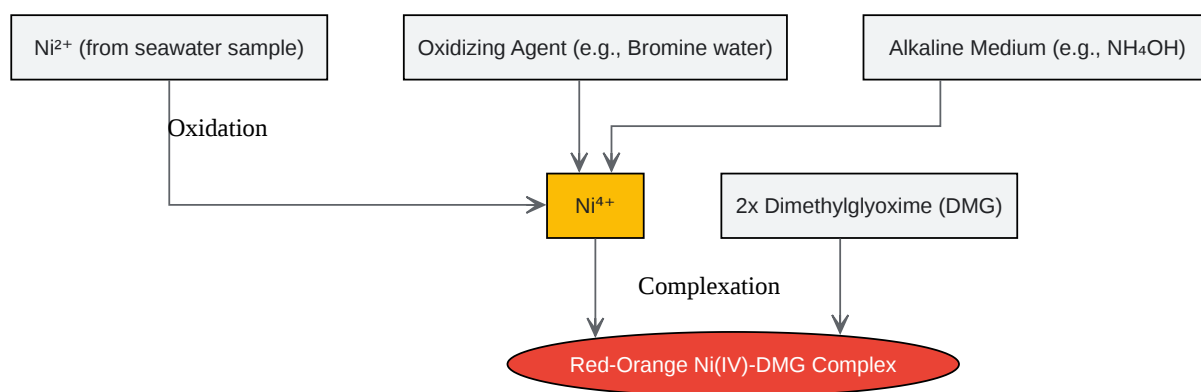 Ni²⁺ (from seawater sample)
Oxidizing Agent (e.g., Bromine water)
Alkaline Medium (e.g., NH₄OH)
Oxidation
Ni⁴⁺
2x Dimethylglyoxime (DMG)
Complexation
Red-Orange Ni(IV)-DMG Complex